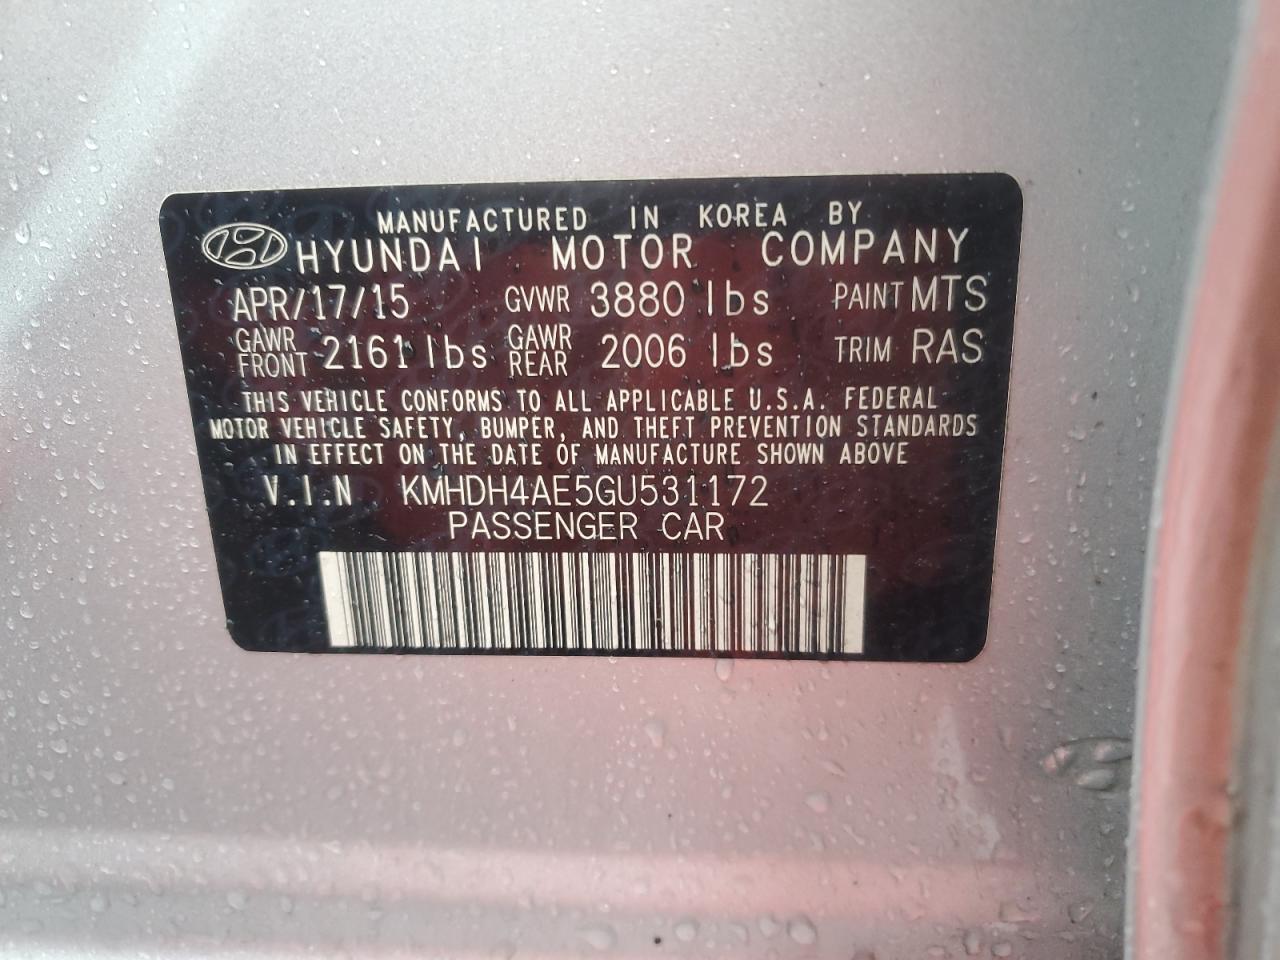 MANUFACTURED IN KOREA BY
HYUNDAI MOTOR COMPANY
APR/17/15 GVWR 3880 lbs PAINT MTS
GAWR FRONT 2161 lbs GAWR REAR 2006 lbs TRIM RAS
THIS VEHICLE CONFORMS TO ALL APPLICABLE U.S.A. FEDERAL
MOTOR VEHICLE SAFETY, BUMPER, AND THEFT PREVENTION STANDARDS
IN EFFECT ON THE DATE OF MANUFACTURE SHOWN ABOVE
V.I.N KMHDH4AE5GU531172
PASSENGER CAR